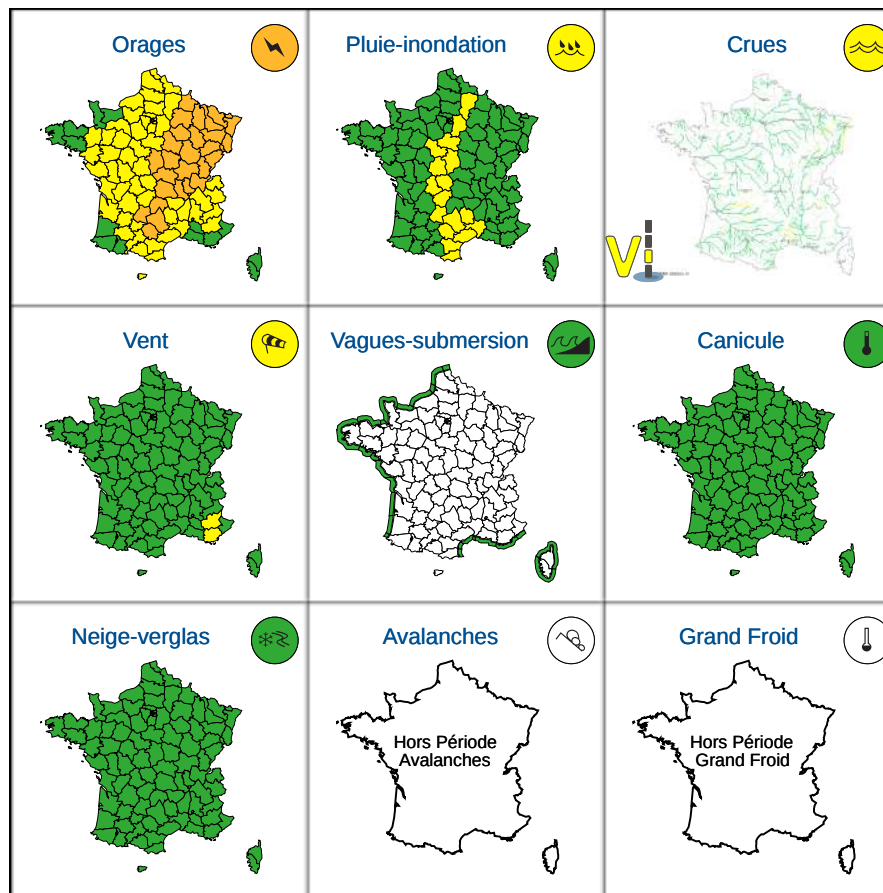 Orages
Pluie-inondation
Crues
Vi
Vent
Vagues-submersion
Canicule
Neige-verglas
Avalanches
Grand Froid
Hors Période
Avalanches
Hors Période
Grand Froid